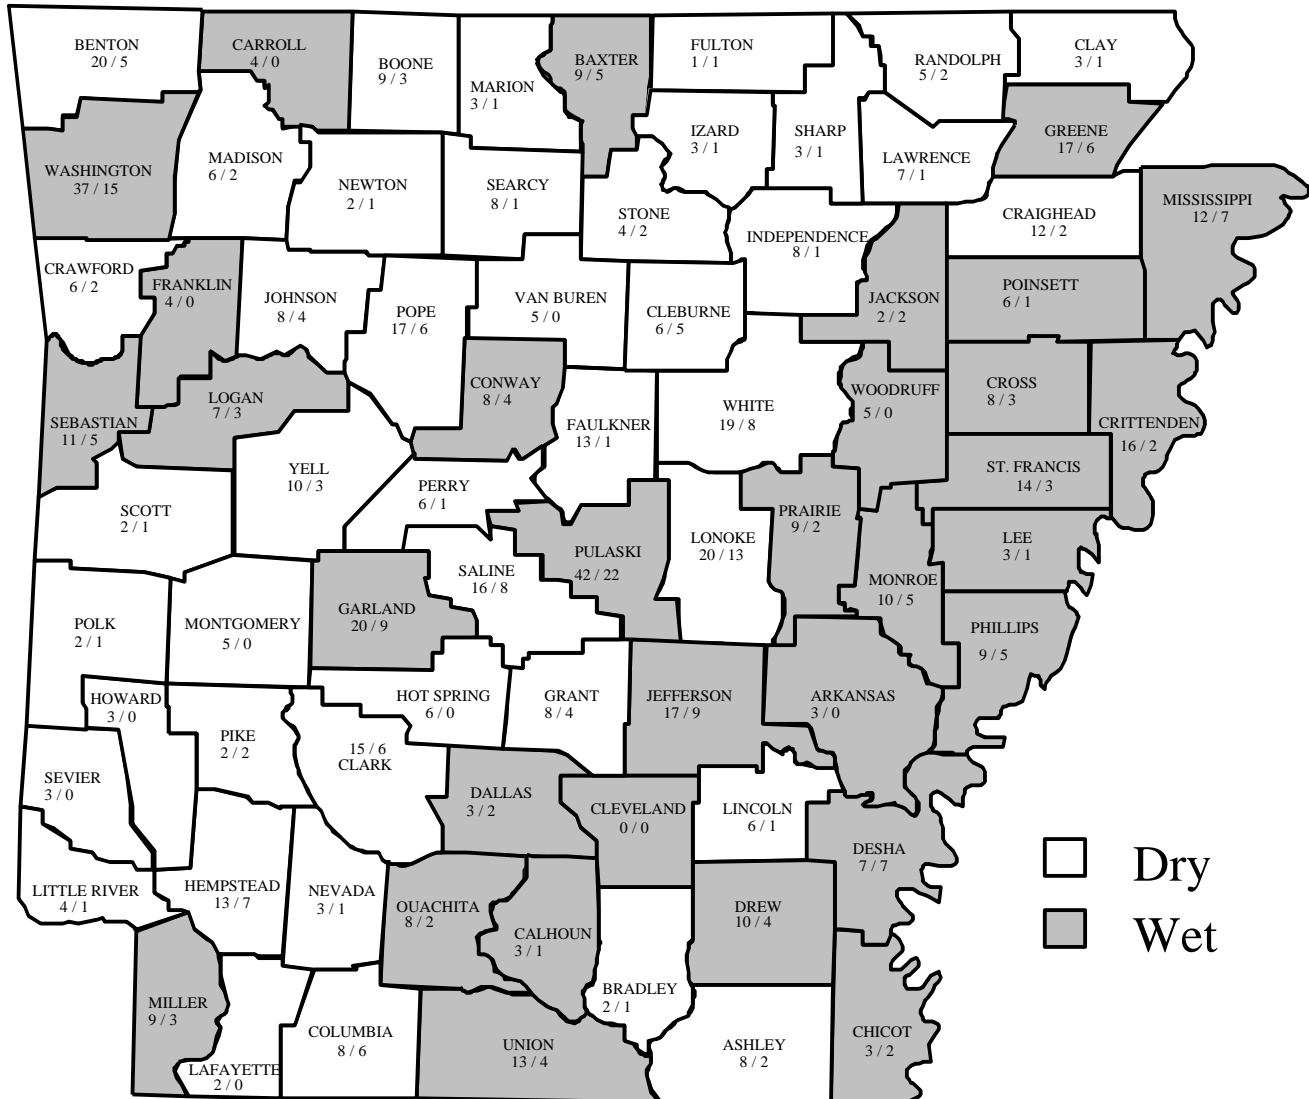 BENTON
20 / 5
CARROLL
4 / 0
BOONE
9 / 3
MARION
3 / 1
BAXTER
9 / 5
FULTON
1 / 1
RANDOLPH
5 / 2
CLAY
3 / 1
WASHINGTON
37 / 15
MADISON
6 / 2
NEWTON
2 / 1
SEARCY
8 / 1
STONE
4 / 2
IZARD
3 / 1
SHARP
3 / 1
LAWRENCE
7 / 1
GREENE
17 / 6
CRAIGHEAD
12 / 2
MISSISSIPPI
12 / 7
INDEPENDENCE
8 / 1
CRAWFORD
6 / 2
FRANKLIN
4 / 0
JOHNSON
8 / 4
POPE
17 / 6
VAN BUREN
5 / 0
CLEBURNE
6 / 5
JACKSON
2 / 2
POINSETT
6 / 1
SEBASTIAN
11 / 5
LOGAN
7 / 3
CONWAY
8 / 4
FAULKNER
13 / 1
WHITE
19 / 8
WOODRUFF
5 / 0
CROSS
8 / 3
CRITTENDEN
16 / 2
SCOTT
2 / 1
YELL
10 / 3
PERRY
6 / 1
PULASKI
42 / 22
LONOKE
20 / 13
PRAIRIE
9 / 2
ST. FRANCIS
14 / 3
LEE
3 / 1
MONROE
10 / 5
PHILLIPS
9 / 5
POLK
2 / 1
MONTGOMERY
5 / 0
GARLAND
20 / 9
SALINE
16 / 8
HOWARD
3 / 0
PIKE
2 / 2
HOT SPRING
6 / 0
GRANT
8 / 4
JEFFERSON
17 / 9
ARKANSAS
3 / 0
15 / 6
CLARK
SEVIER
3 / 0
DALLAS
3 / 2
CLEVELAND
0 / 0
LINCOLN
6 / 1
DESHA
7 / 7
LITTLE RIVER
4 / 1
HEMPSTEAD
13 / 7
NEVADA
3 / 1
OUACHITA
8 / 2
CALHOUN
3 / 1
DREW
10 / 4
BRADLEY
2 / 1
MILLER
9 / 3
LAFAYETTE
2 / 0
COLUMBIA
8 / 6
UNION
13 / 4
ASHLEY
8 / 2
CHICOT
3 / 2
Dry
Wet